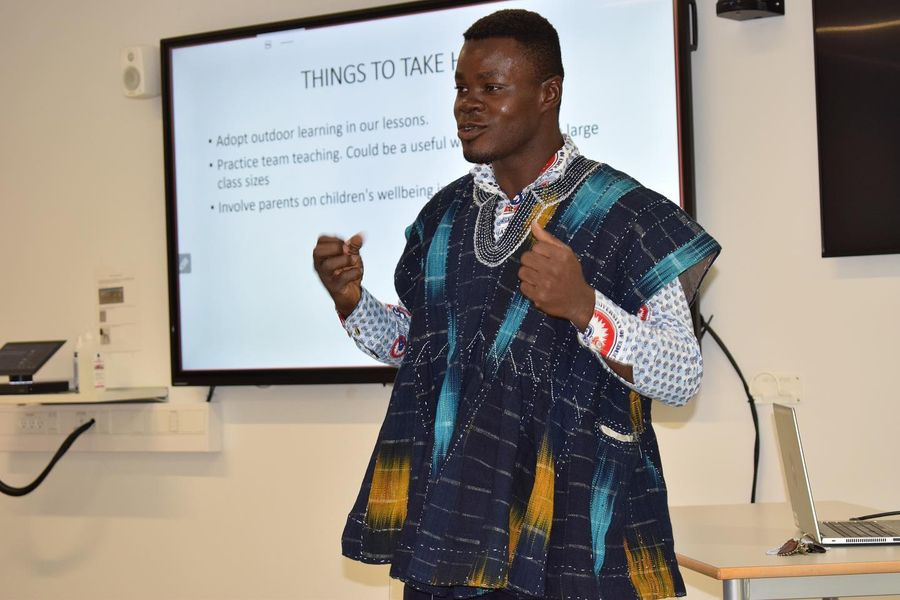 THINGS TO TAKE
• Adopt outdoor learning in our lessons.
• Practice team teaching. Could be a useful large
class sizes
• Involve parents on children's wellbeing